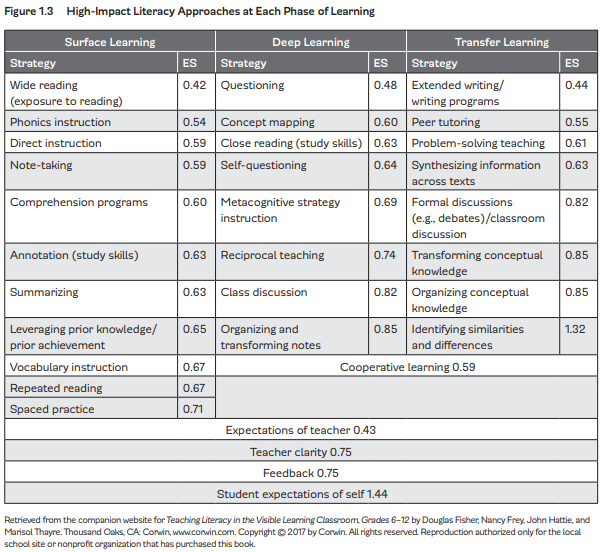 Figure 1.3 High-Impact Literacy Approaches at Each Phase of Learning
Surface Learning Deep Learning Transfer Learning
Strategy ES Strategy ES Strategy ES
Wide reading 0.42 Questioning 0.48 Extended writing/ 0.44
(exposure to reading) writing programs
Phonics instruction 0.54 Concept mapping 0.60 Peer tutoring 0.55
Direct instruction 0.59 Close reading (study skills) 0.63 Problem-solving teaching 0.61
Note-taking 0.59 Self-questioning 0.64 Synthesizing information 0.63
across texts
Comprehension programs 0.60 Metacognitive strategy 0.69 Formal discussions 0.82
instruction (e.g., debates)/classroom
discussion
Annotation (study skills) 0.63 Reciprocal teaching 0.74 Transforming conceptual 0.85
knowledge
Summarizing 0.63 Class discussion 0.82 Organizing conceptual 0.85
knowledge
Leveraging prior knowledge/ 0.65 Organizing and 0.85 Identifying similarities 1.32
prior achievement transforming notes and differences
Vocabulary instruction 0.67 Cooperative learning 0.59
Repeated reading 0.67
Spaced practice 0.71
Expectations of teacher 0.43
Teacher clarity 0.75
Feedback 0.75
Student expectations of self 1.44
Retrieved from the companion website for Teaching Literacy in the Visible Learning Classroom, Grades 6–12 by Douglas Fisher, Nancy Frey, John Hattie, and
Marisol Thayre. Thousand Oaks, CA: Corwin, www.corwin.com. Copyright © 2017 by Corwin. All rights reserved. Reproduction authorized only for the local
school site or nonprofit organization that has purchased this book.